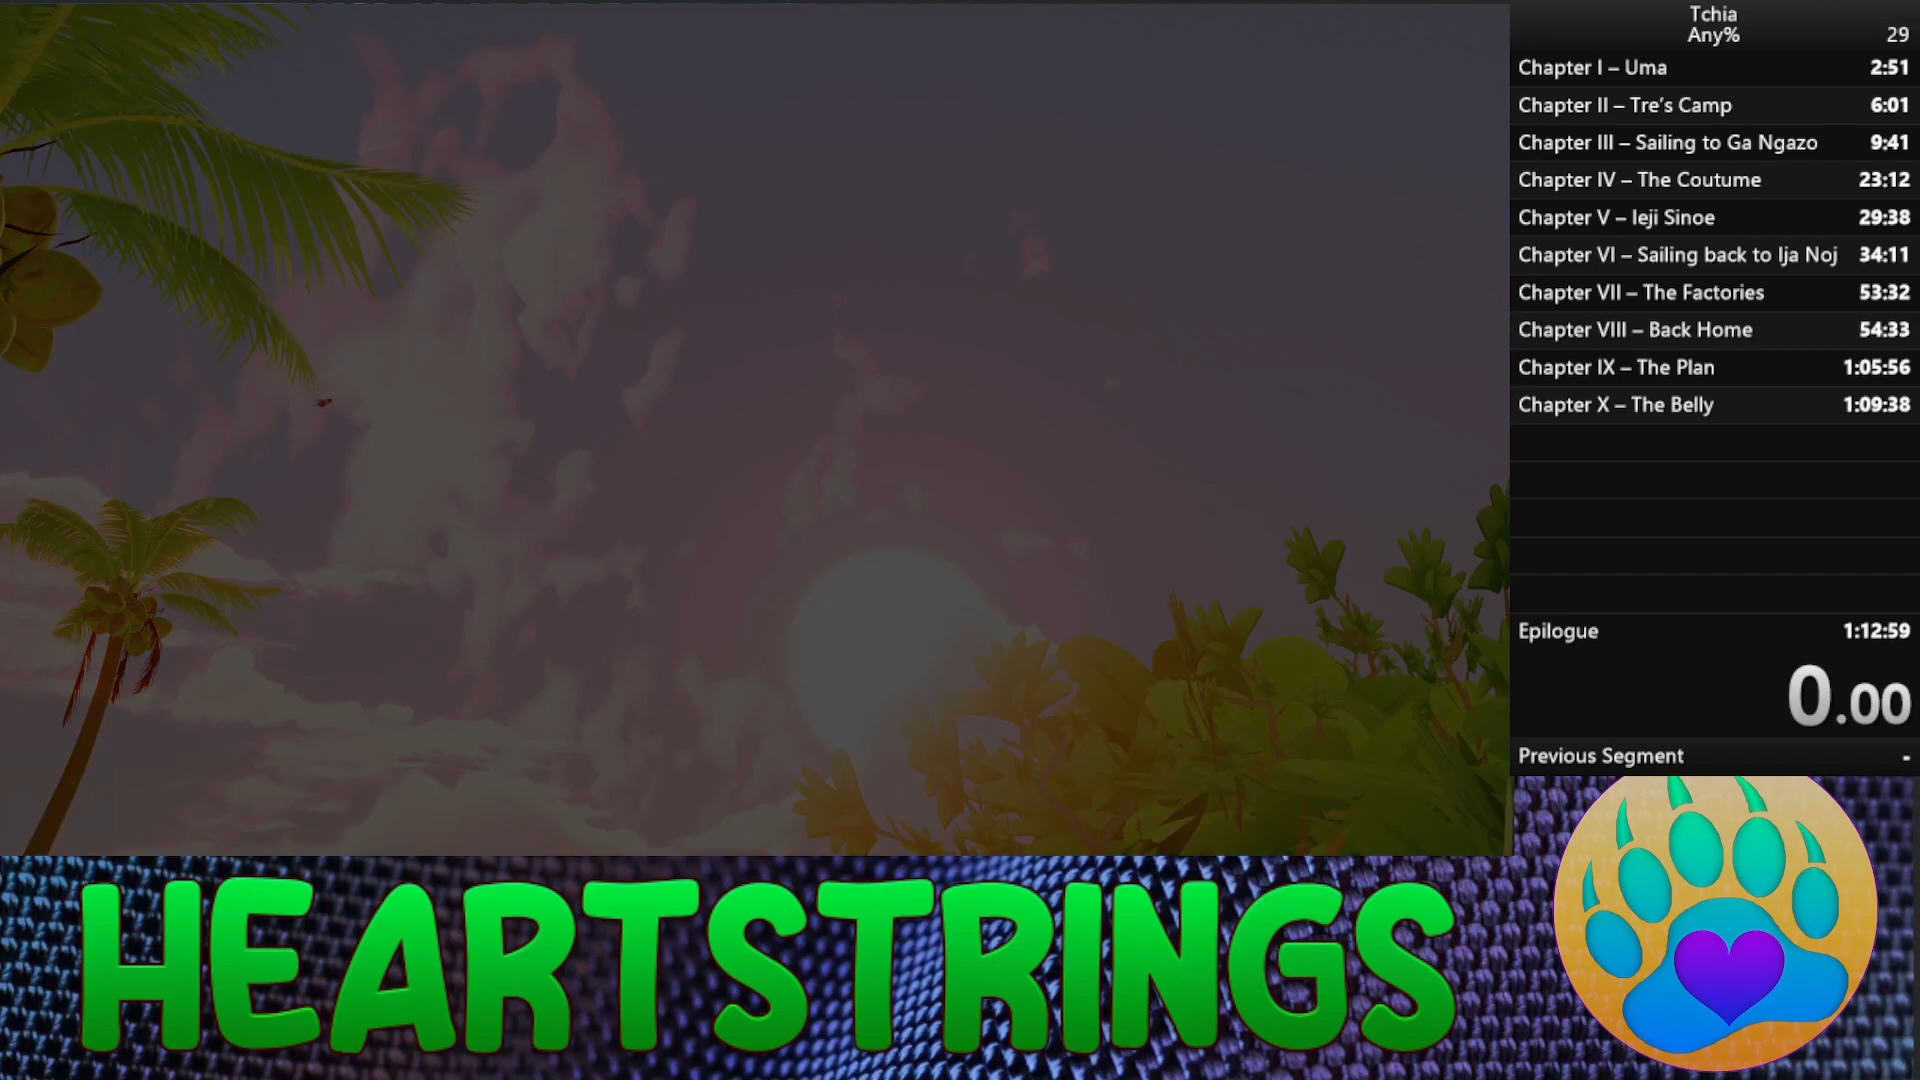 Tchia
Any% 29
Chapter I – Uma 2:51
Chapter II – Tre's Camp 6:01
Chapter III – Sailing to Ga Ngazo 9:41
Chapter IV – The Coutume 23:12
Chapter V – Ieji Sinoe 29:38
Chapter VI – Sailing back to Ija Noj 34:11
Chapter VII – The Factories 53:32
Chapter VIII – Back Home 54:33
Chapter IX – The Plan 1:05:56
Chapter X – The Belly 1:09:38
Epilogue 1:12:59
0.00
Previous Segment -
HEARTSTRINGS